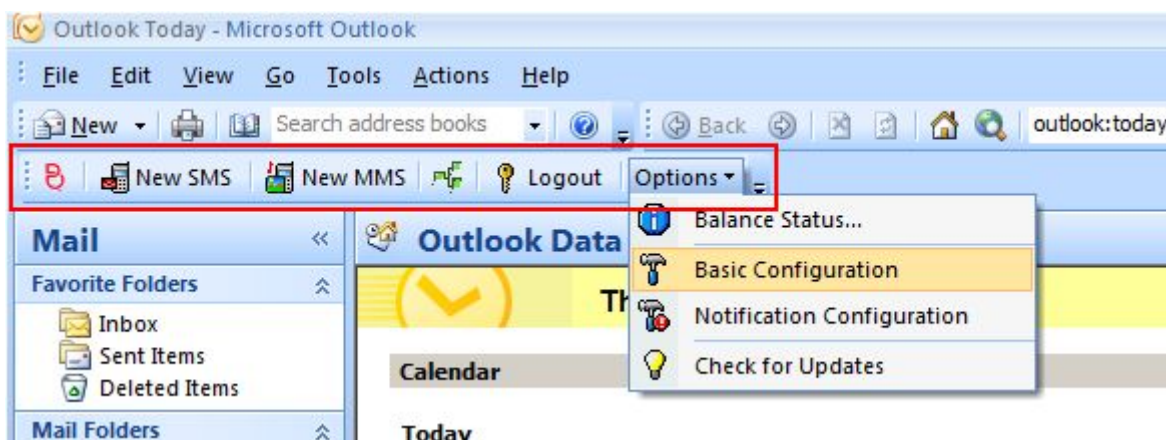 Outlook Today - Microsoft Outlook
File Edit View Go Tools Actions Help
New Search address books Back outlook:today
New SMS New MMS Logout Options
Balance Status...
Mail Outlook Data
Basic Configuration
Favorite Folders
Notification Configuration
Inbox
Sent Items
Calendar Check for Updates
Deleted Items
Mail Folders Today